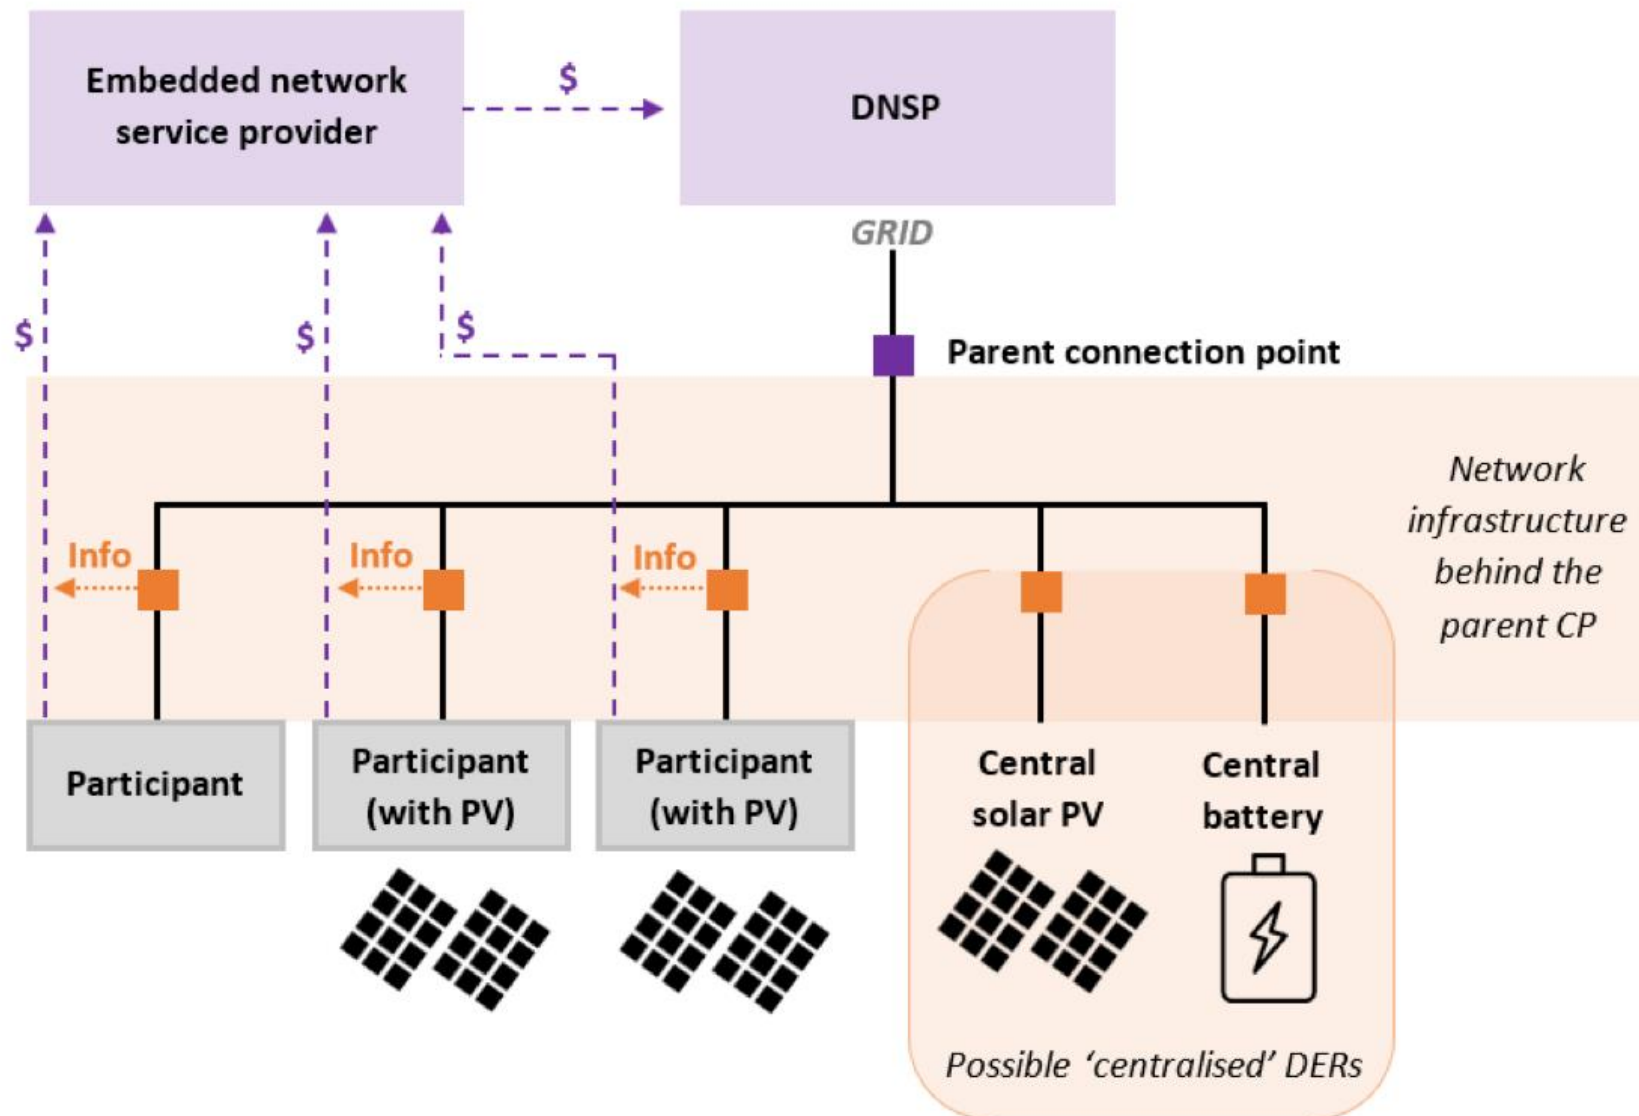 Embedded network
service provider
$
DNSP
GRID
$
$
$
Parent connection point
Network
infrastructure
behind the
parent CP
Info
Info
Info
Participant
Participant
(with PV)
Participant
(with PV)
Central
solar PV
Central
battery
Possible ‘centralised’ DERs